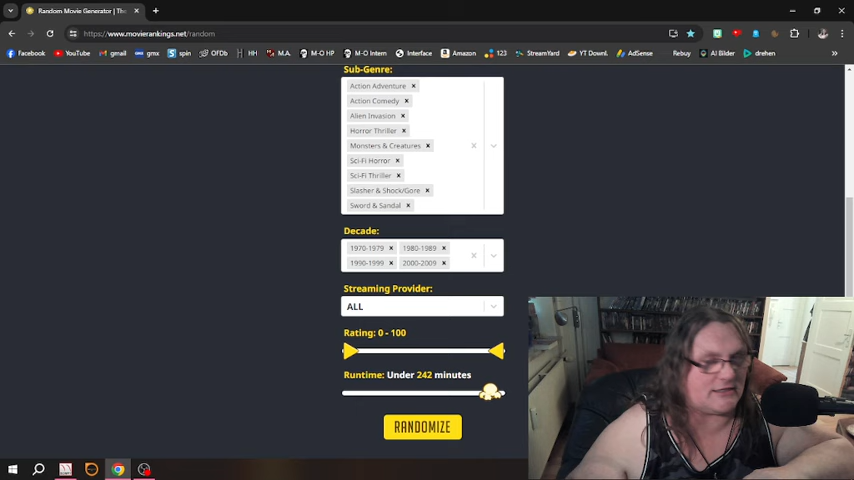 Random Movie Generator | Th
https://www.movierankings.net/random
Facebook YouTube gmail gmx spin OFDb HH M.A. M-O HP M-O Intern Interface Amazon 123 StreamYard YT Downl. AdSense Rebuy AI Bilder drehen
Sub-Genre:
Action Adventure
Action Comedy
Alien Invasion
Horror Thriller
Monsters & Creatures
Sci-Fi Horror
Sci-Fi Thriller
Slasher & Shock/Gore
Sword & Sandal
Decade:
1970-1979 1980-1989
1990-1999 2000-2009
Streaming Provider:
ALL
Rating: 0 - 100
Runtime: Under 242 minutes
RANDOMIZE